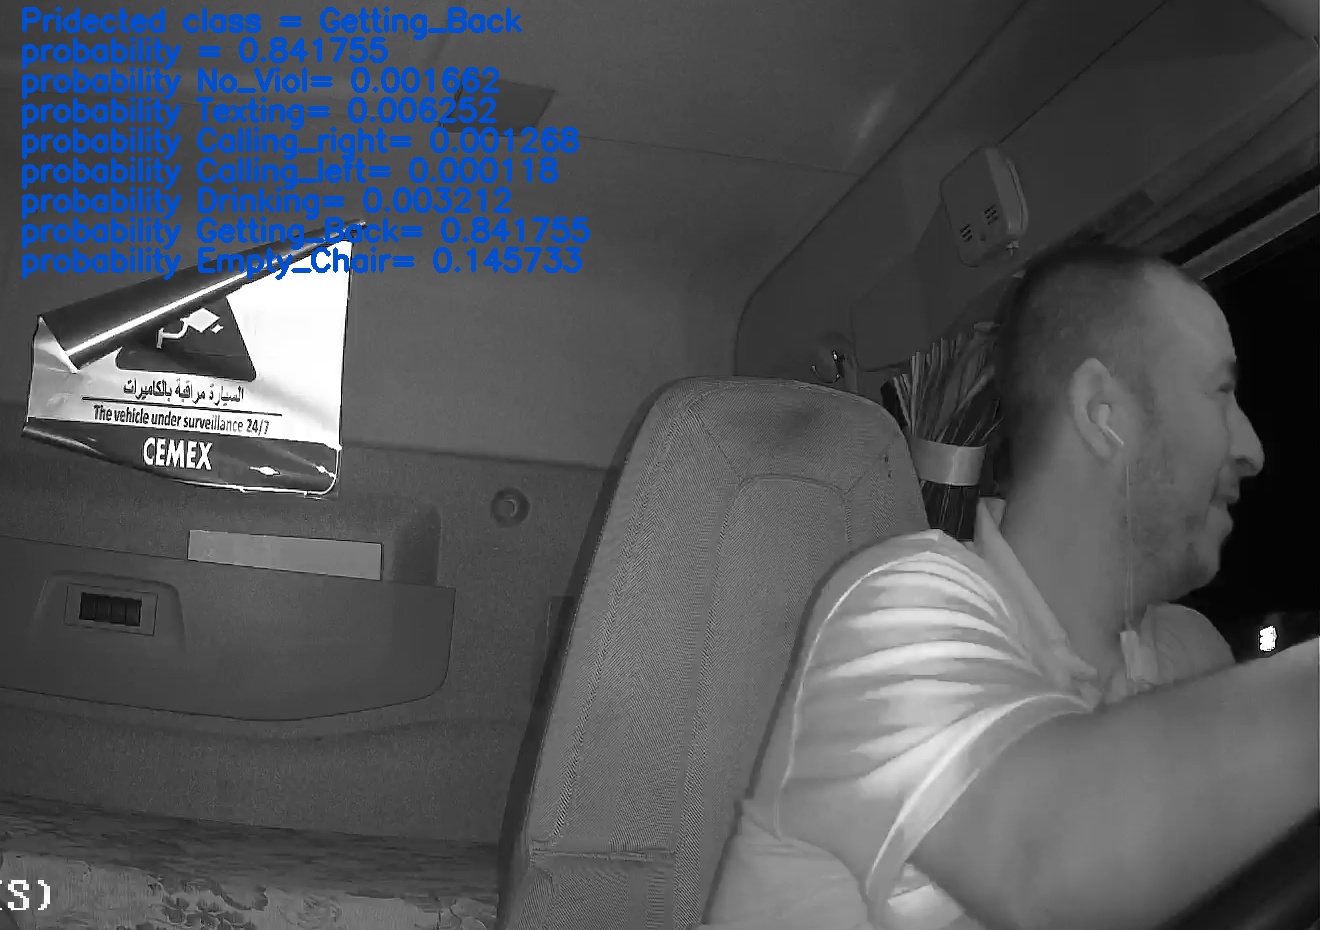 Pridected class = Getting_Back
probability = 0.841755
probability No_Viol= 0.001662
probability Texting= 0.006252
probability Calling_right= 0.001268
probability Calling_left= 0.000118
probability Drinking= 0.003212
probability Getting_Back= 0.841755
probability Empty_Chair= 0.145733
السيارة مراقبة بالكاميرات
The vehicle under surveillance 24/7
CEMEX
(S)